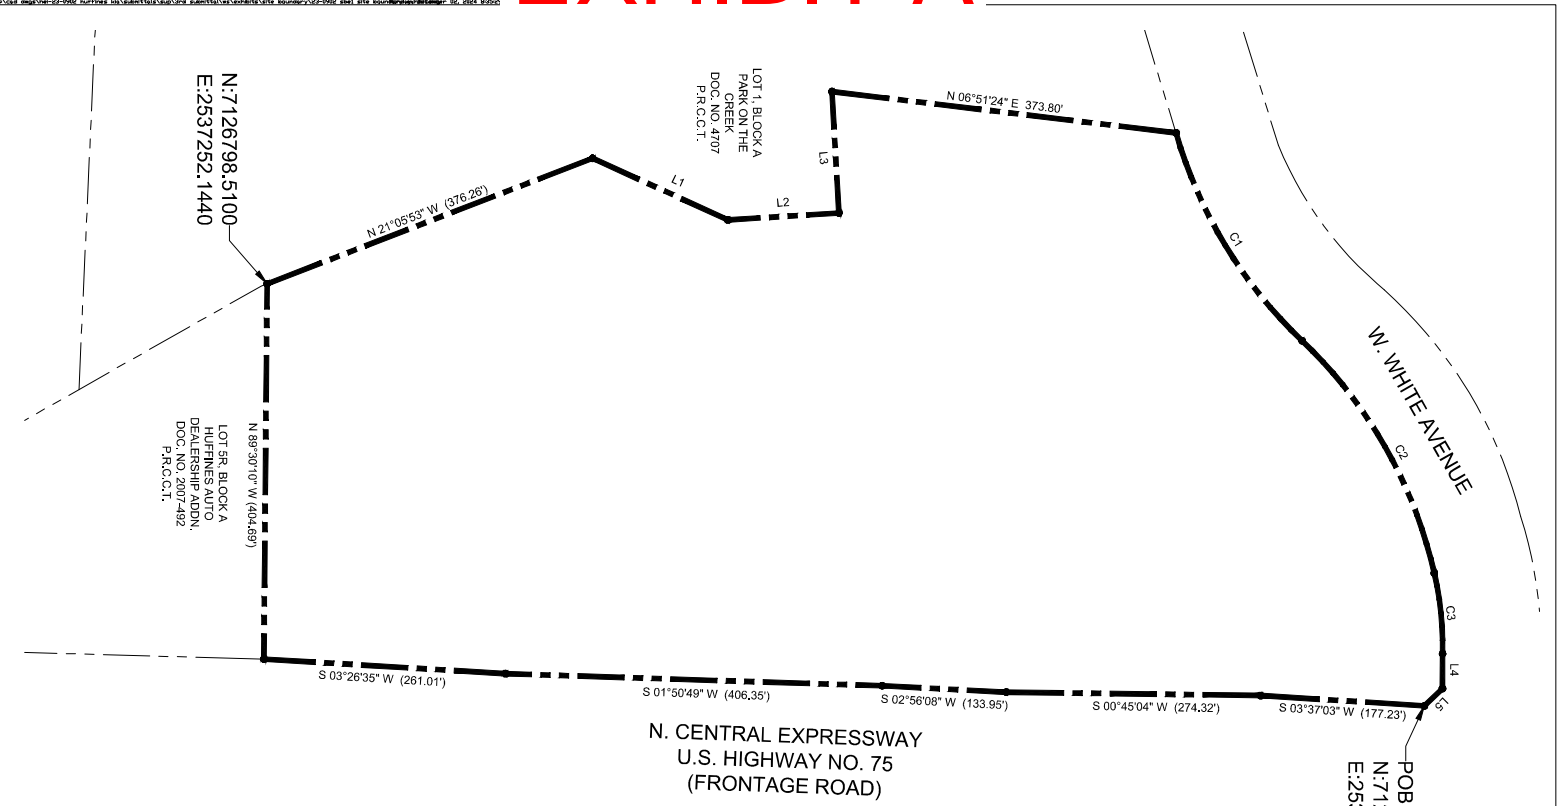 EXHIBIT A
N:7126798.5100
E:2537252.1440
LOT 1, BLOCK A
PARK ON THE
CREEK
DOC. NO. 4707
P.R.C.C.T.
N 06°51'24" E 373.80'
L3
L1
L2
N 21°05'53" W (376.26')
C1
W. WHITE AVENUE
C2
N 89°30'10" W (404.69')
LOT 5R, BLOCK A
HUFFINES AUTO
DEALERSHIP ADDN.
DOC. NO. 2007-492
P.R.C.C.T.
C3
L4
L5
S 03°26'35" W (261.01')
S 01°50'49" W (406.35')
S 02°56'08" W (133.95')
S 00°45'04" W (274.32')
S 03°37'03" W (177.23')
N. CENTRAL EXPRESSWAY
U.S. HIGHWAY NO. 75
(FRONTAGE ROAD)
POB